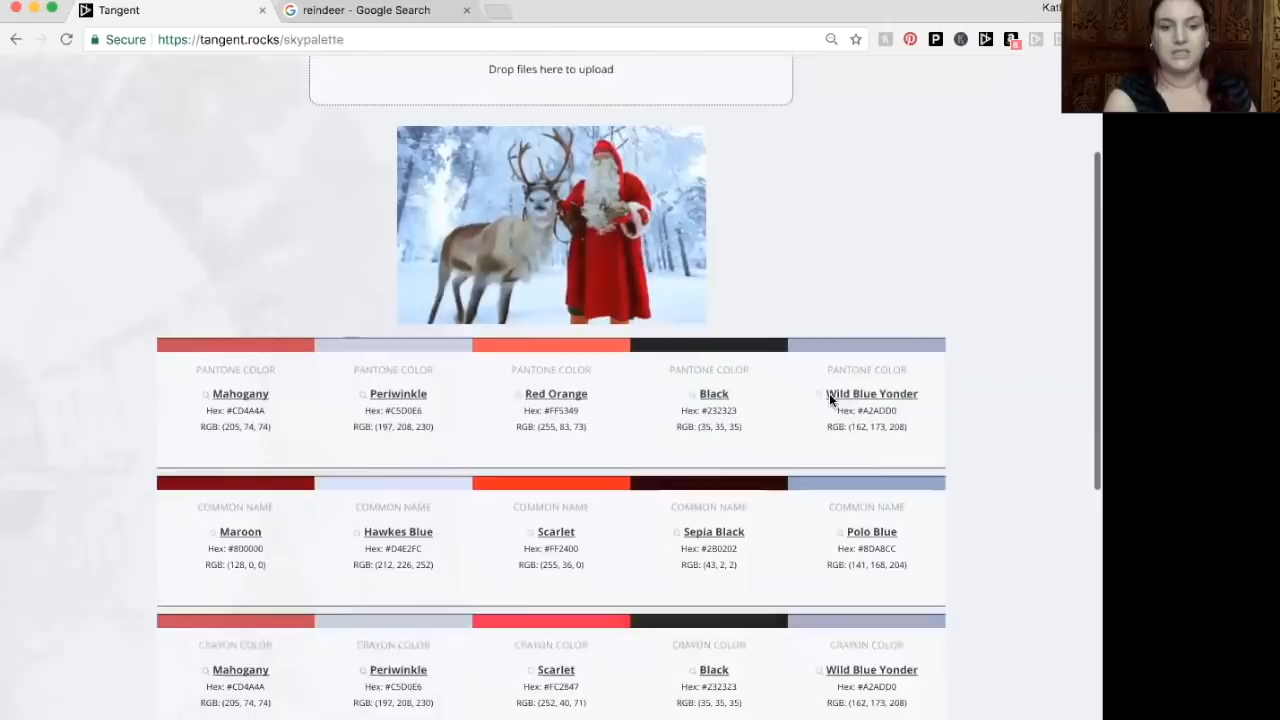 Tangent
reindeer - Google Search
Kath
Secure https://tangent.rocks/skypalette
Drop files here to upload
PANTONE COLOR PANTONE COLOR PANTONE COLOR PANTONE COLOR PANTONE COLOR
Mahogany Periwinkle Red Orange Black Wild Blue Yonder
Hex: #CD4A4A Hex: #C5D0E6 Hex: #FF5349 Hex: #232323 Hex: #A2ADD0
RGB: (205, 74, 74) RGB: (197, 208, 230) RGB: (255, 83, 73) RGB: (35, 35, 35) RGB: (162, 173, 208)
COMMON NAME COMMON NAME COMMON NAME COMMON NAME COMMON NAME
Maroon Hawkes Blue Scarlet Sepia Black Polo Blue
Hex: #800000 Hex: #D4E2FC Hex: #FF2400 Hex: #2B0202 Hex: #8DA8CC
RGB: (128, 0, 0) RGB: (212, 226, 252) RGB: (255, 36, 0) RGB: (43, 2, 2) RGB: (141, 168, 204)
CRAYON COLOR CRAYON COLOR CRAYON COLOR CRAYON COLOR CRAYON COLOR
Mahogany Periwinkle Scarlet Black Wild Blue Yonder
Hex: #CD4A4A Hex: #C5D0E6 Hex: #FC2847 Hex: #232323 Hex: #A2ADD0
RGB: (205, 74, 74) RGB: (197, 208, 230) RGB: (252, 40, 71) RGB: (35, 35, 35) RGB: (162, 173, 208)